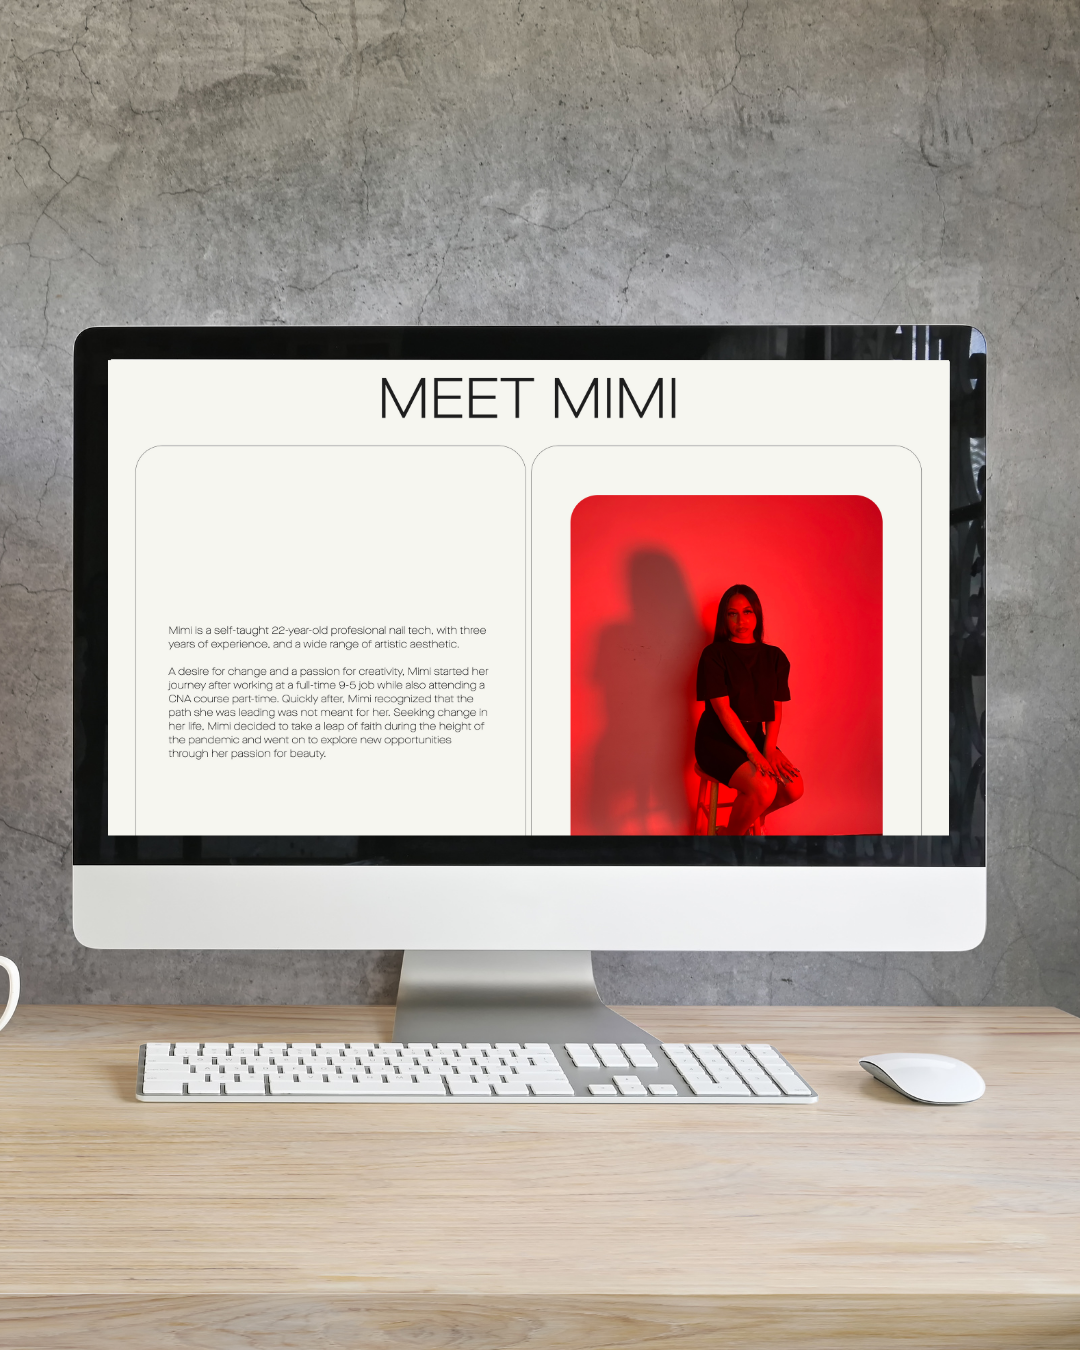 MEET MIMI
Mimi is a self-taught 22-year-old profesional nail tech, with three
years of experience, and a wide range of artistic aesthetic.
A desire for change and a passion for creativity, Mimi started her
journey after working at a full-time 9-5 job while also attending a
CNA course part-time. Quickly after, Mimi recognized that the
path she was leading was not meant for her. Seeking change in
her life, Mimi decided to take a leap of faith during the height of
the pandemic and went on to explore new opportunities
through her passion for beauty.